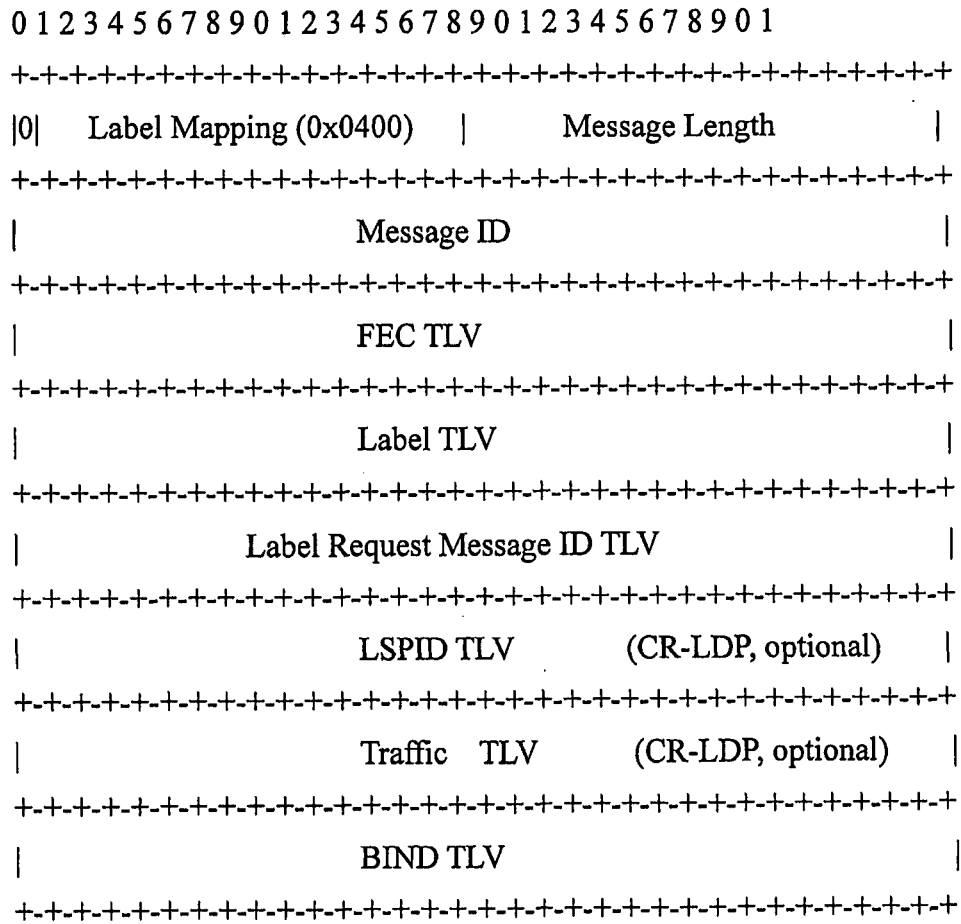 0 1 2 3 4 5 6 7 8 9 0 1 2 3 4 5 6 7 8 9 0 1 2 3 4 5 6 7 8 9 0 1
+-+-+-+-+-+-+-+-+-+-+-+-+-+-+-+-+-+-+-+-+-+-+-+-+-+-+-+-+-+-+-+-+
|0| Label Mapping (0x0400) | Message Length |
+-+-+-+-+-+-+-+-+-+-+-+-+-+-+-+-+-+-+-+-+-+-+-+-+-+-+-+-+-+-+-+-+
| Message ID |
+-+-+-+-+-+-+-+-+-+-+-+-+-+-+-+-+-+-+-+-+-+-+-+-+-+-+-+-+-+-+-+-+
| FEC TLV |
+-+-+-+-+-+-+-+-+-+-+-+-+-+-+-+-+-+-+-+-+-+-+-+-+-+-+-+-+-+-+-+-+
| Label TLV |
+-+-+-+-+-+-+-+-+-+-+-+-+-+-+-+-+-+-+-+-+-+-+-+-+-+-+-+-+-+-+-+-+
| Label Request Message ID TLV |
+-+-+-+-+-+-+-+-+-+-+-+-+-+-+-+-+-+-+-+-+-+-+-+-+-+-+-+-+-+-+-+-+
| LSPID TLV (CR-LDP, optional) |
+-+-+-+-+-+-+-+-+-+-+-+-+-+-+-+-+-+-+-+-+-+-+-+-+-+-+-+-+-+-+-+-+
| Traffic TLV (CR-LDP, optional) |
+-+-+-+-+-+-+-+-+-+-+-+-+-+-+-+-+-+-+-+-+-+-+-+-+-+-+-+-+-+-+-+-+
| BIND TLV |
+-+-+-+-+-+-+-+-+-+-+-+-+-+-+-+-+-+-+-+-+-+-+-+-+-+-+-+-+-+-+-+-+